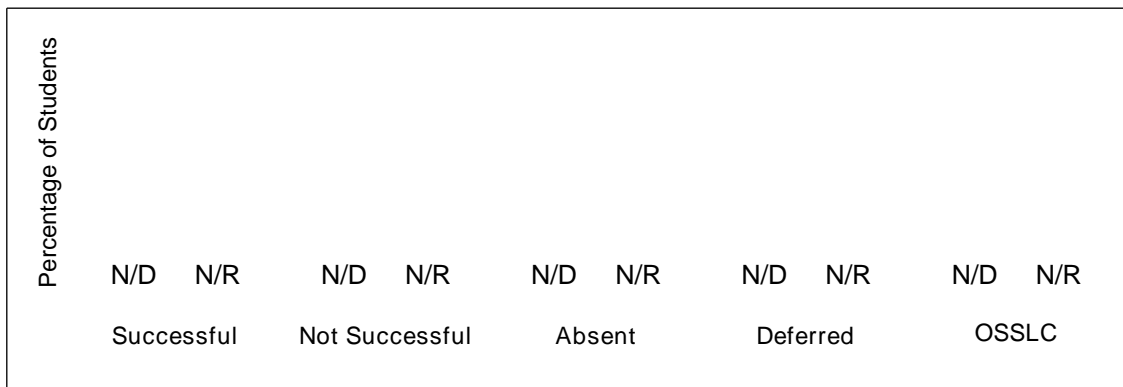 Percentage of Students
N/D N/R N/D N/R N/D N/R N/D N/R N/D N/R
Successful Not Successful Absent Deferred OSSLC